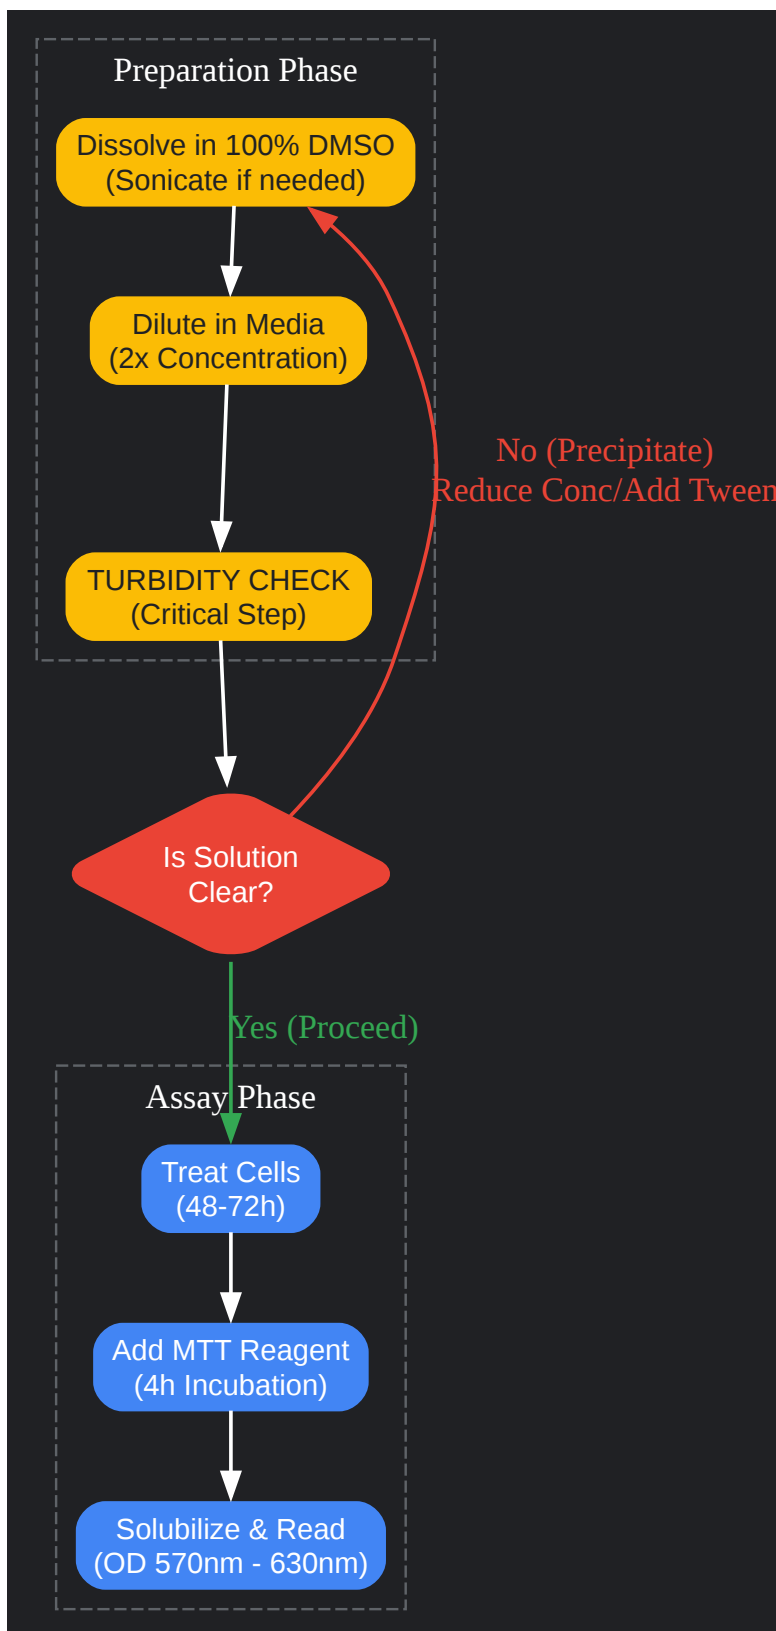 Preparation Phase
Dissolve in 100% DMSO
(Sonicate if needed)
Dilute in Media
(2x Concentration)
No (Precipitate)
Reduce Conc/Add Tween
TURBIDITY CHECK
(Critical Step)
Is Solution
Clear?
Yes (Proceed)
Assay Phase
Treat Cells
(48-72h)
Add MTT Reagent
(4h Incubation)
Solubilize & Read
(OD 570nm - 630nm)